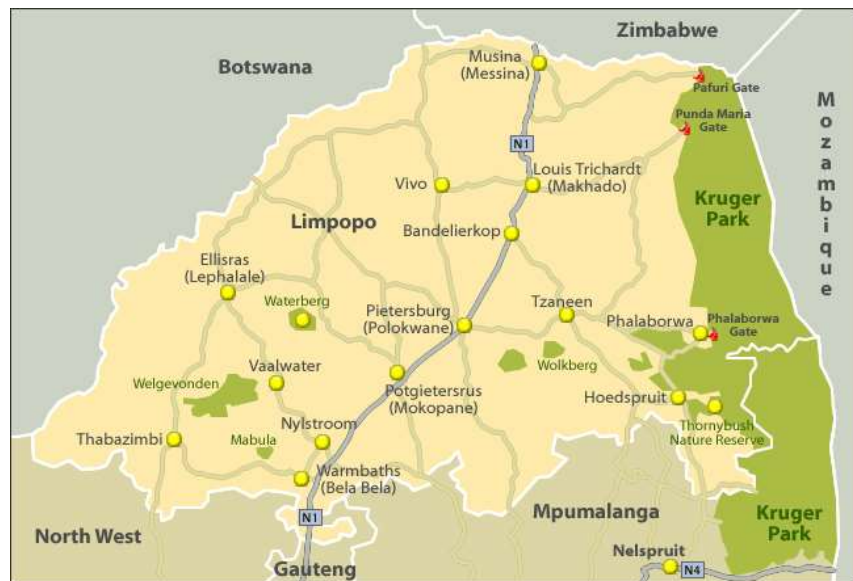 Zimbabwe
Botswana
Musina
(Messina)
Pafuri Gate
Punda Maria
Gate
Mozambique
N1
Louis Trichardt
(Makhado)
Vivo
Kruger
Park
Limpopo
Bandelierkop
Ellisras
(Lephalale)
Waterberg
Pietersburg
(Polokwane)
Tzaneen
Phalaborwa
Phalaborwa
Gate
Wolkberg
Vaalwater
Welgevonden
Potgietersrus
(Mokopane)
Hoedspruit
Thabazimbi
Mabula
Nylstroom
Thornybush
Nature Reserve
Warmbaths
(Bela Bela)
N1
Mpumalanga
Kruger
Park
North West
Gauteng
Nelspruit
N4